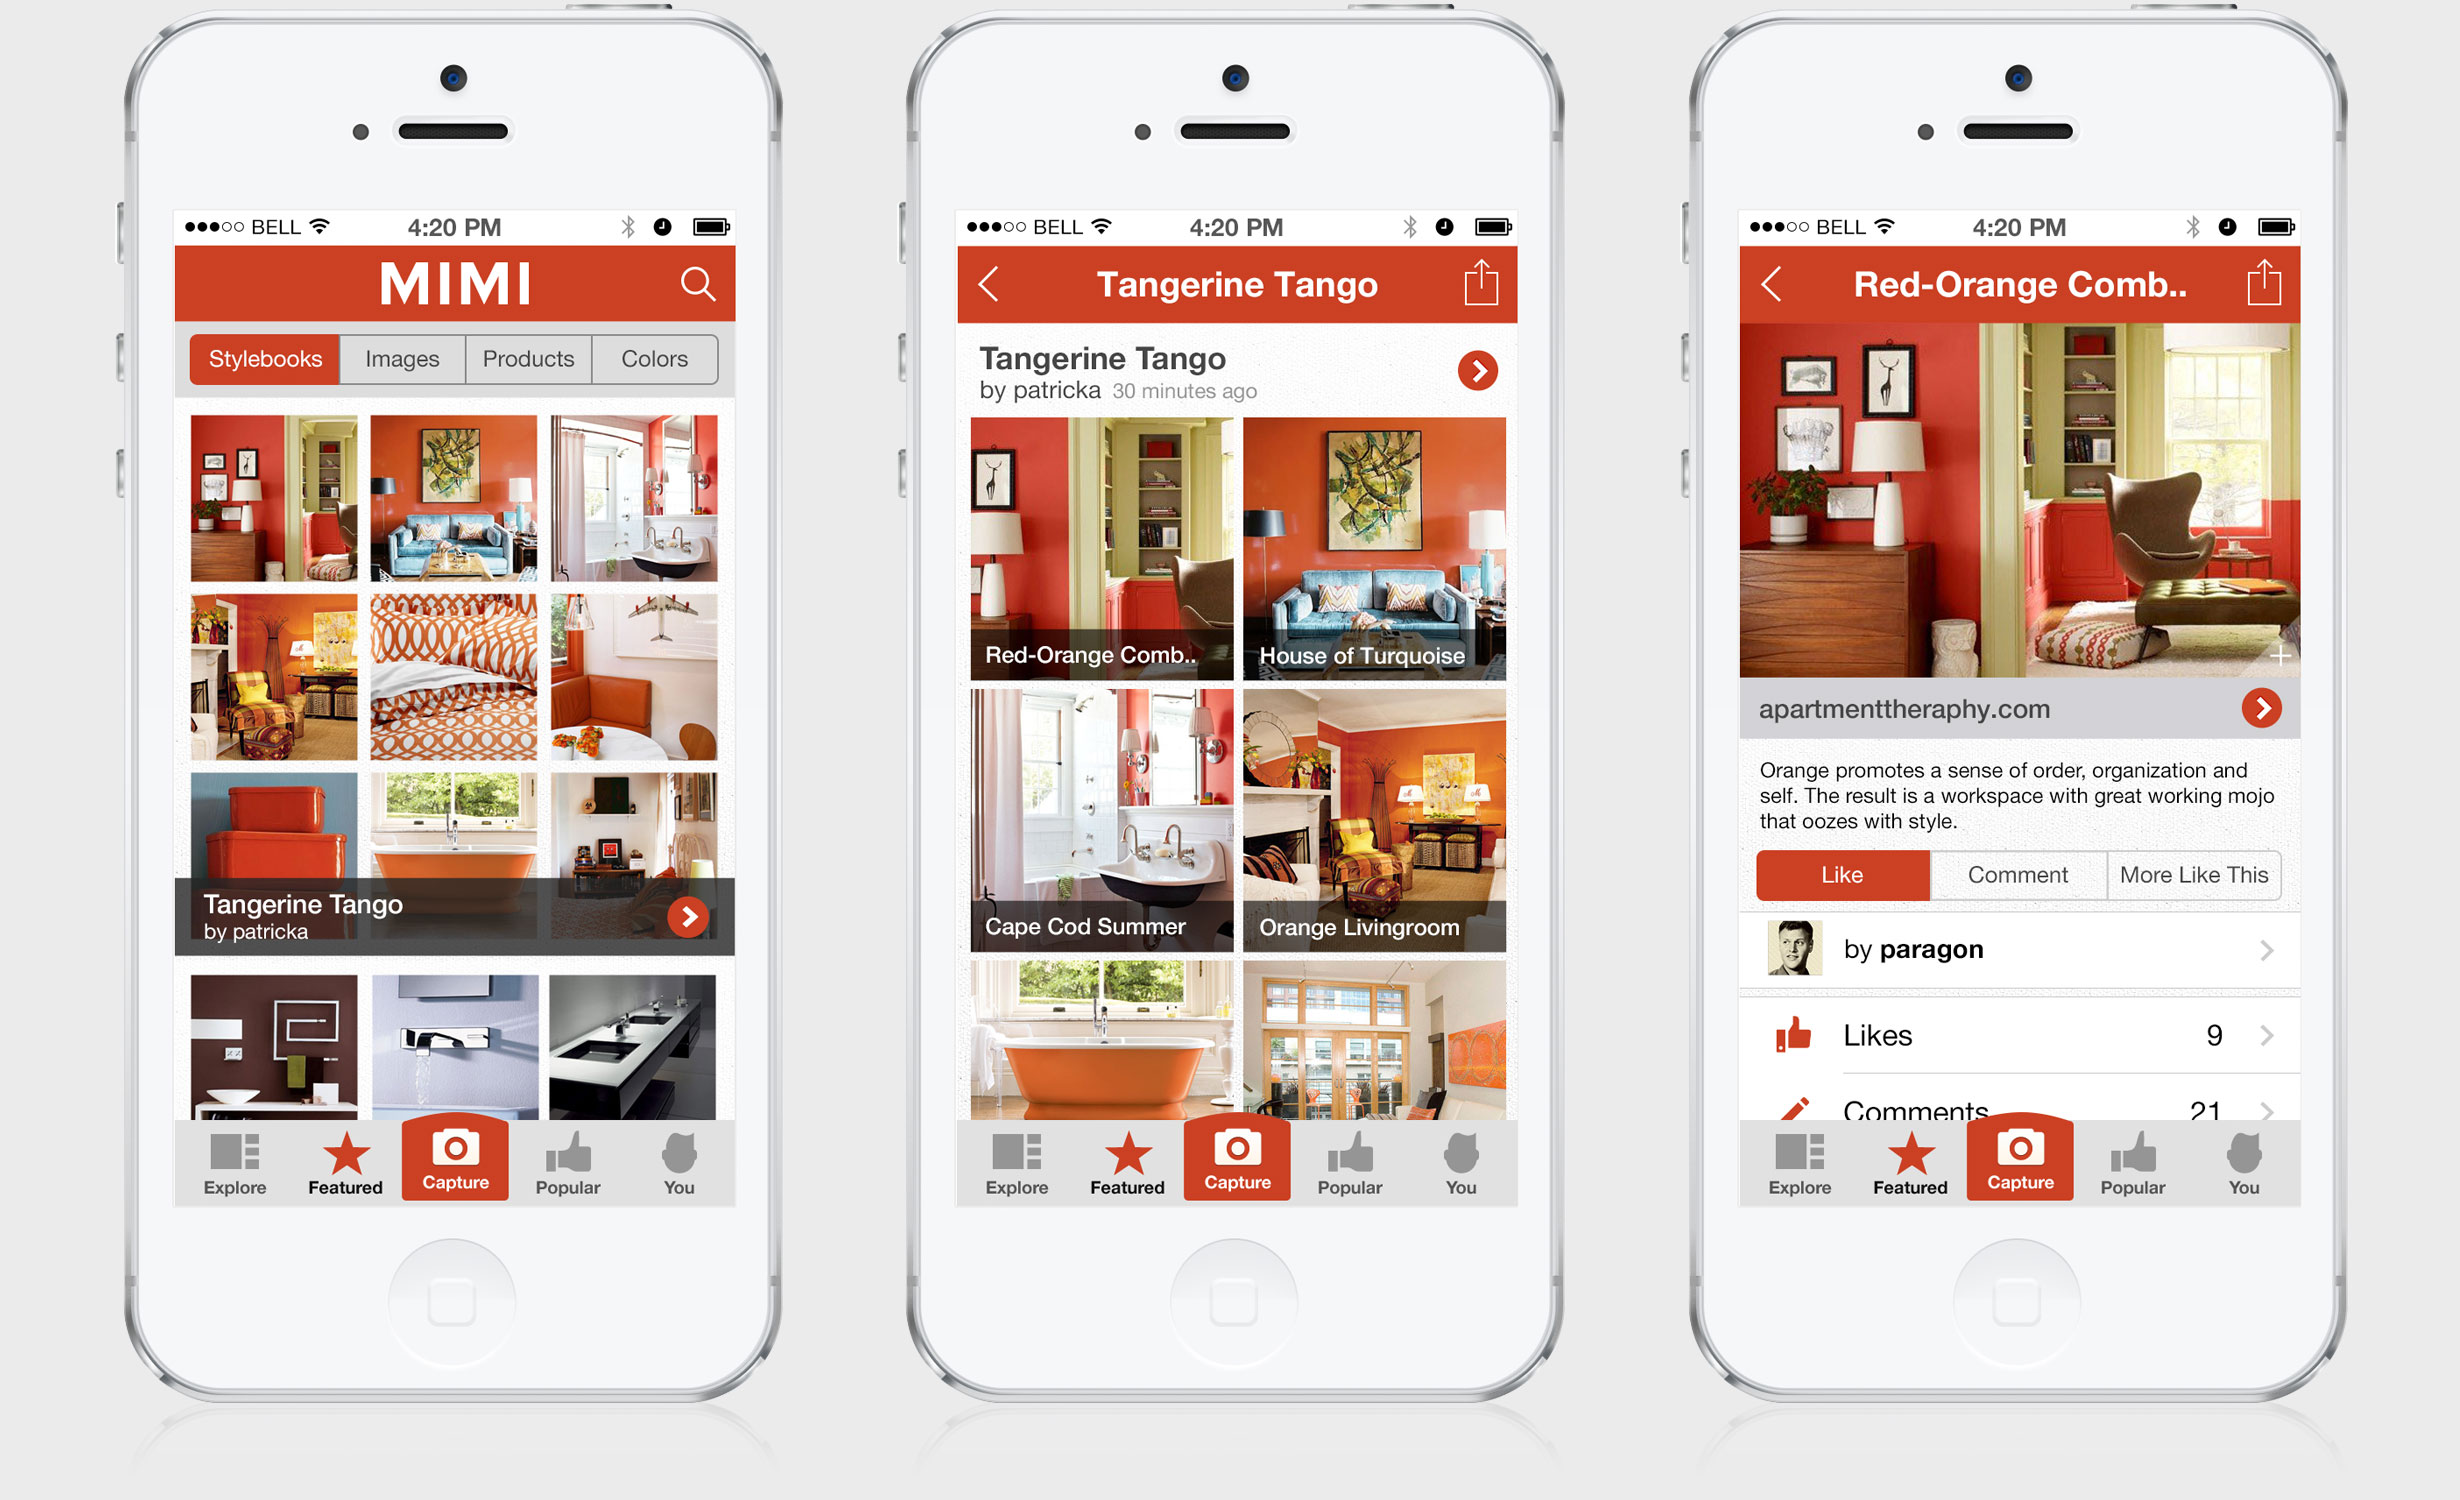 BELL 4:20 PM
MIMI
Stylebooks Images Products Colors
Tangerine Tango
by patricka
Explore Featured Capture Popular You
BELL 4:20 PM
Tangerine Tango
Tangerine Tango
by patricka 30 minutes ago
Red-Orange Comb.. House of Turquoise
Cape Cod Summer Orange Livingroom
Explore Featured Capture Popular You
BELL 4:20 PM
Red-Orange Comb..
apartmenttheraphy.com
Orange promotes a sense of order, organization and
self. The result is a workspace with great working mojo
that oozes with style.
Like Comment More Like This
by paragon
Likes 9
Comments 21
Explore Featured Capture Popular You